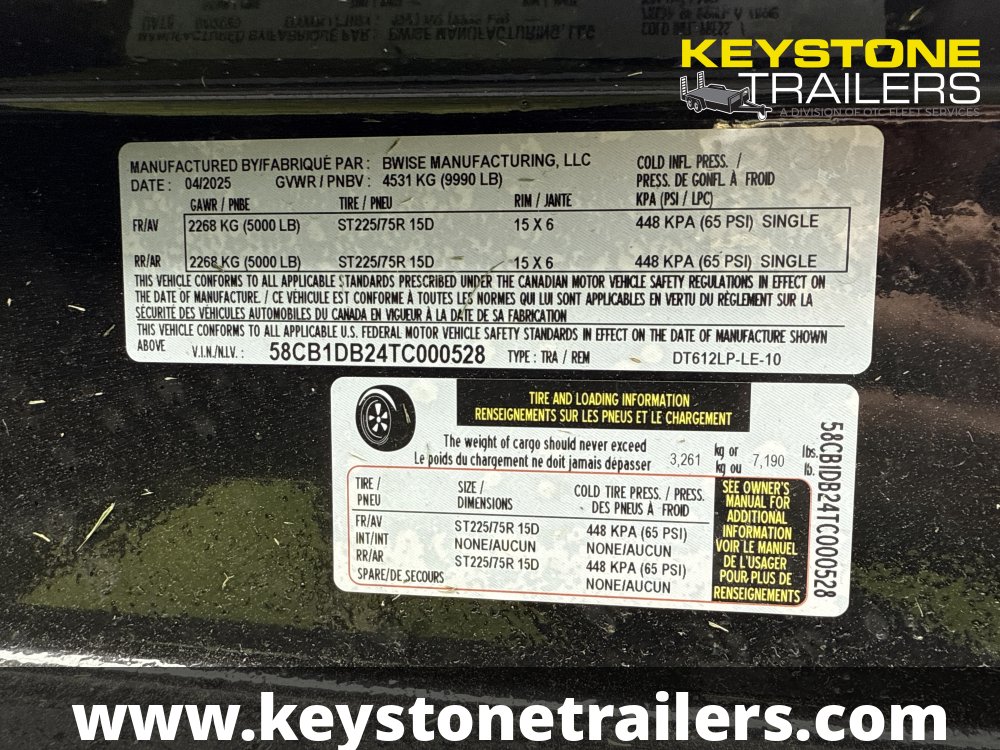 KEYSTONE
TRAILERS
A DIVISION OF OTC FLEET SERVICES
MANUFACTURED BY/FABRIQUÉ PAR : BWISE MANUFACTURING, LLC
DATE : 04/2025 GVWR / PNBV : 4531 KG (9990 LB)
COLD INFL PRESS. /
PRESS. DE GONFL À FROID
KPA (PSI / LPC)
GAWR / PNBE TIRE / PNEU RIM / JANTE
FR/AV 2268 KG (5000 LB) ST225/75R 15D 15 X 6 448 KPA (65 PSI) SINGLE
RR/AR 2268 KG (5000 LB) ST225/75R 15D 15 X 6 448 KPA (65 PSI) SINGLE
THIS VEHICLE CONFORMS TO ALL APPLICABLE STANDARDS PRESCRIBED UNDER THE CANADIAN MOTOR VEHICLE SAFETY REGULATIONS IN EFFECT ON
THE DATE OF MANUFACTURE. / CE VÉHICULE EST CONFORME À TOUTES LES NORMES QUI LUI SONT APPLICABLES EN VERTU DU RÈGLEMENT SUR LA
SÉCURITÉ DES VÉHICULES AUTOMOBILES DU CANADA EN VIGUEUR À LA DATE DE SA FABRICATION
THIS VEHICLE CONFORMS TO ALL APPLICABLE U.S. FEDERAL MOTOR VEHICLE SAFETY STANDARDS IN EFFECT ON THE DATE OF MANUFACTURE SHOWN
ABOVE V.I.N./N.I.V. : 58CB1DB24TC000528 TYPE : TRA / REM DT612LP-LE-10
TIRE AND LOADING INFORMATION
RENSEIGNEMENTS SUR LES PNEUS ET LE CHARGEMENT
The weight of cargo should never exceed
Le poids du chargement ne doit jamais dépasser 3,261 kg or kg ou 7,190 lbs. lb.
TIRE / PNEU SIZE / DIMENSIONS COLD TIRE PRESS. / PRESS. DES PNEUS À FROID
FR/AV ST225/75R 15D 448 KPA (65 PSI)
INT/INT NONE/AUCUN NONE/AUCUN
RR/AR ST225/75R 15D 448 KPA (65 PSI)
SPARE/DE SECOURS NONE/AUCUN
SEE OWNER'S
MANUAL FOR
ADDITIONAL
INFORMATION
VOIR LE MANUEL
DE L'USAGER
POUR PLUS DE
RENSEIGNEMENTS
58CB1DB24TC000528
www.keystonetrailers.com